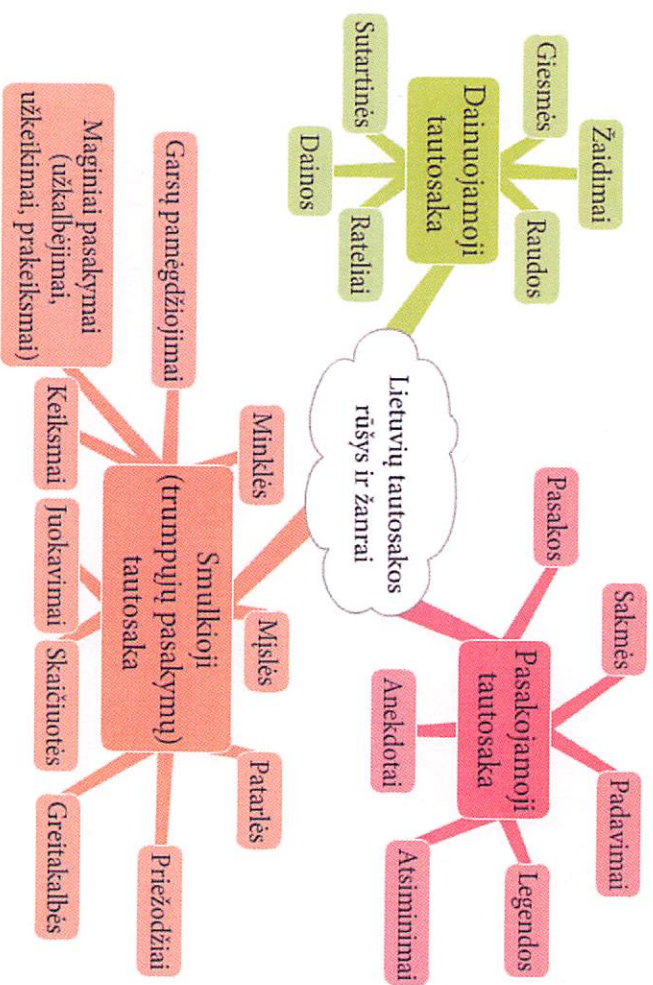 Lietuvių tautosakos
rūšys ir žanrai
Dainuojamoji
tautosaka
Giesmės
Žaidimai
Raudos
Sutartinės
Dainos
Rateliai
Pasakojamoji
tautosaka
Pasakos
Sakmės
Padavimai
Legendos
Anekdotai
Atsiminimai
Smulkioji
(trumpųjų pasakymų)
tautosaka
Minklės
Mįslės
Patarlės
Priežodžiai
Garsų pamėgdžiojimai
Maginiai pasakymai
(užkalbėjimai,
užkeikimai, prakeiksmai)
Keiksmai
Juokavimai
Skaičiuotės
Greitakalbės